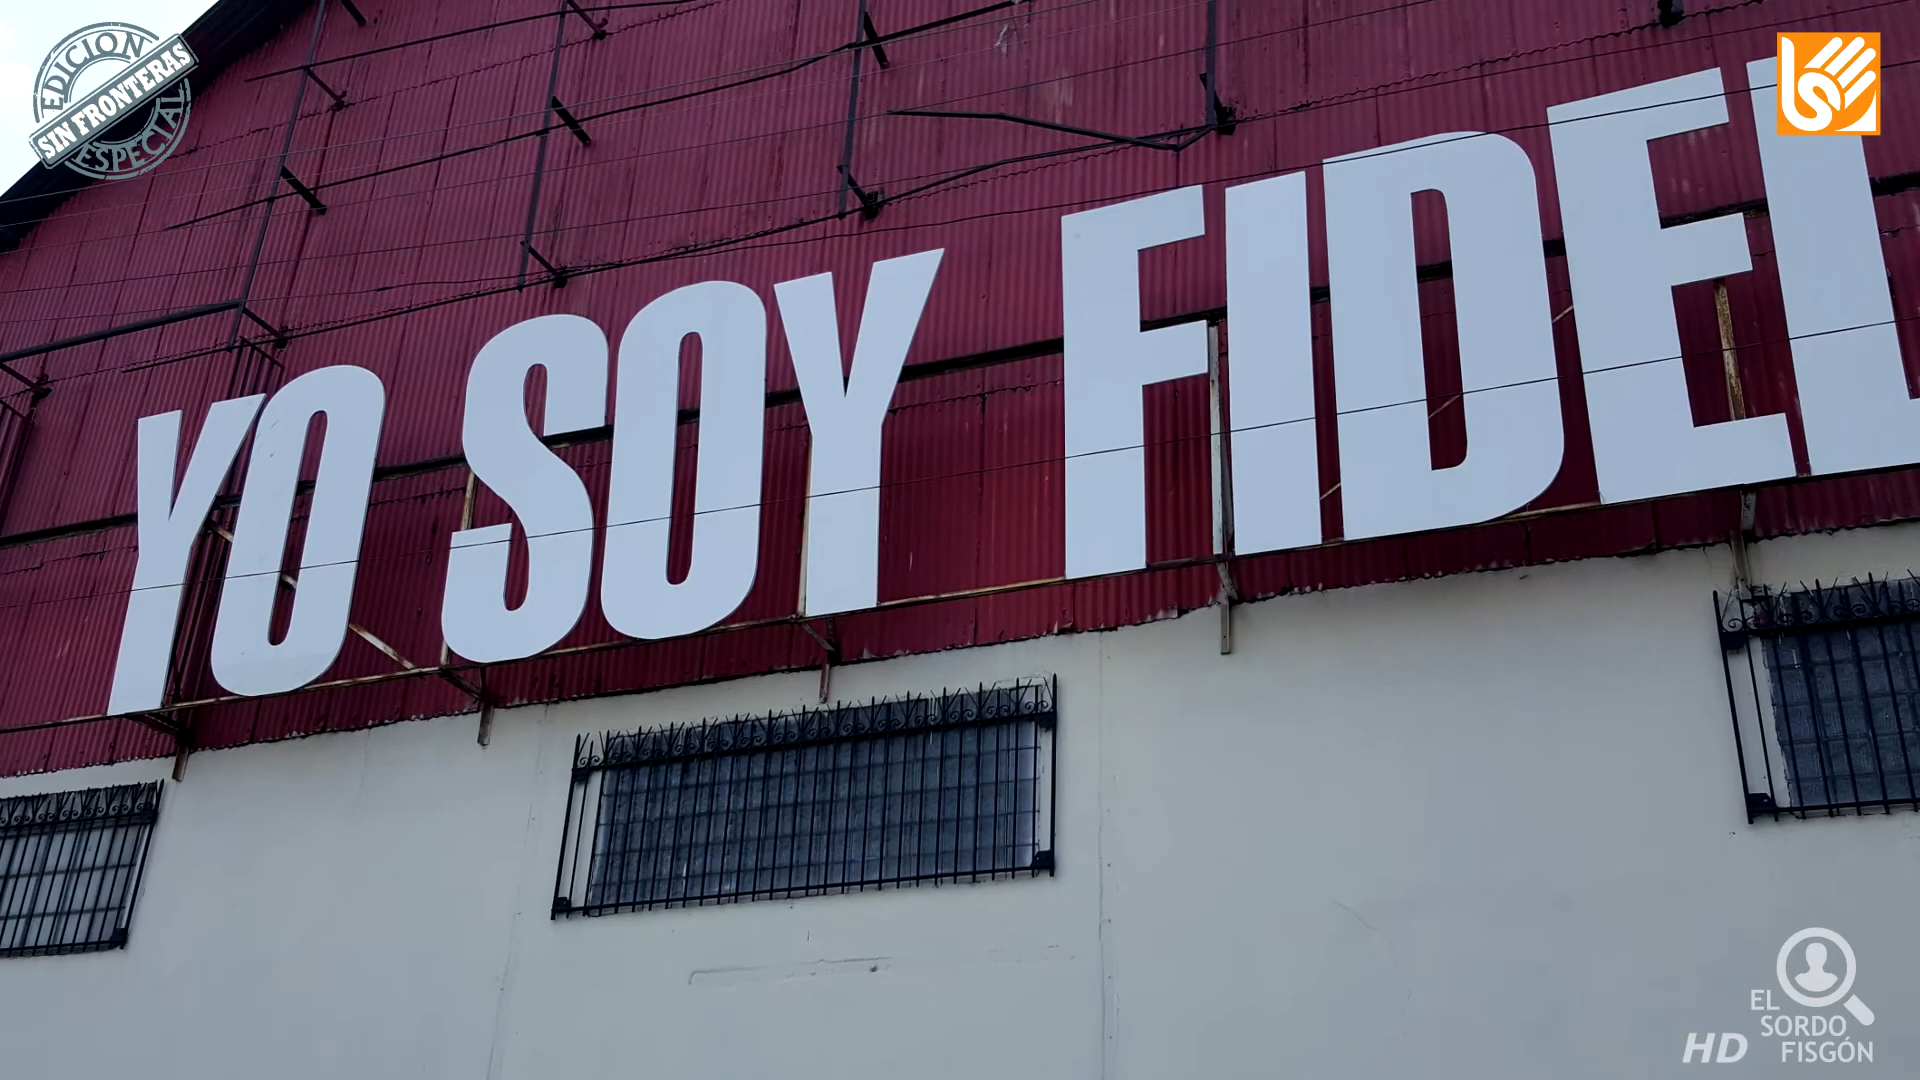 EDICION
SIN FRONTERAS
ESPECIAL
YO SOY FIDEL
HD
EL
SORDO
FISGÓN